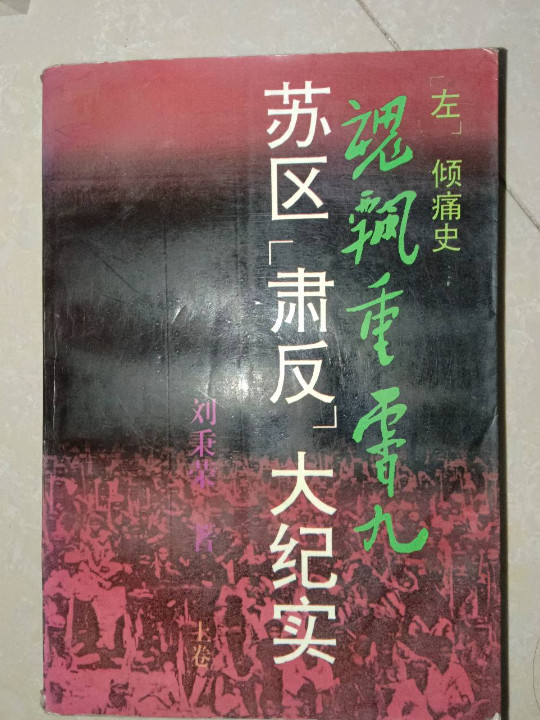 「左」倾痛史
魂飘重霄九
苏区「肃反」大纪实
刘秉荣 著
上卷